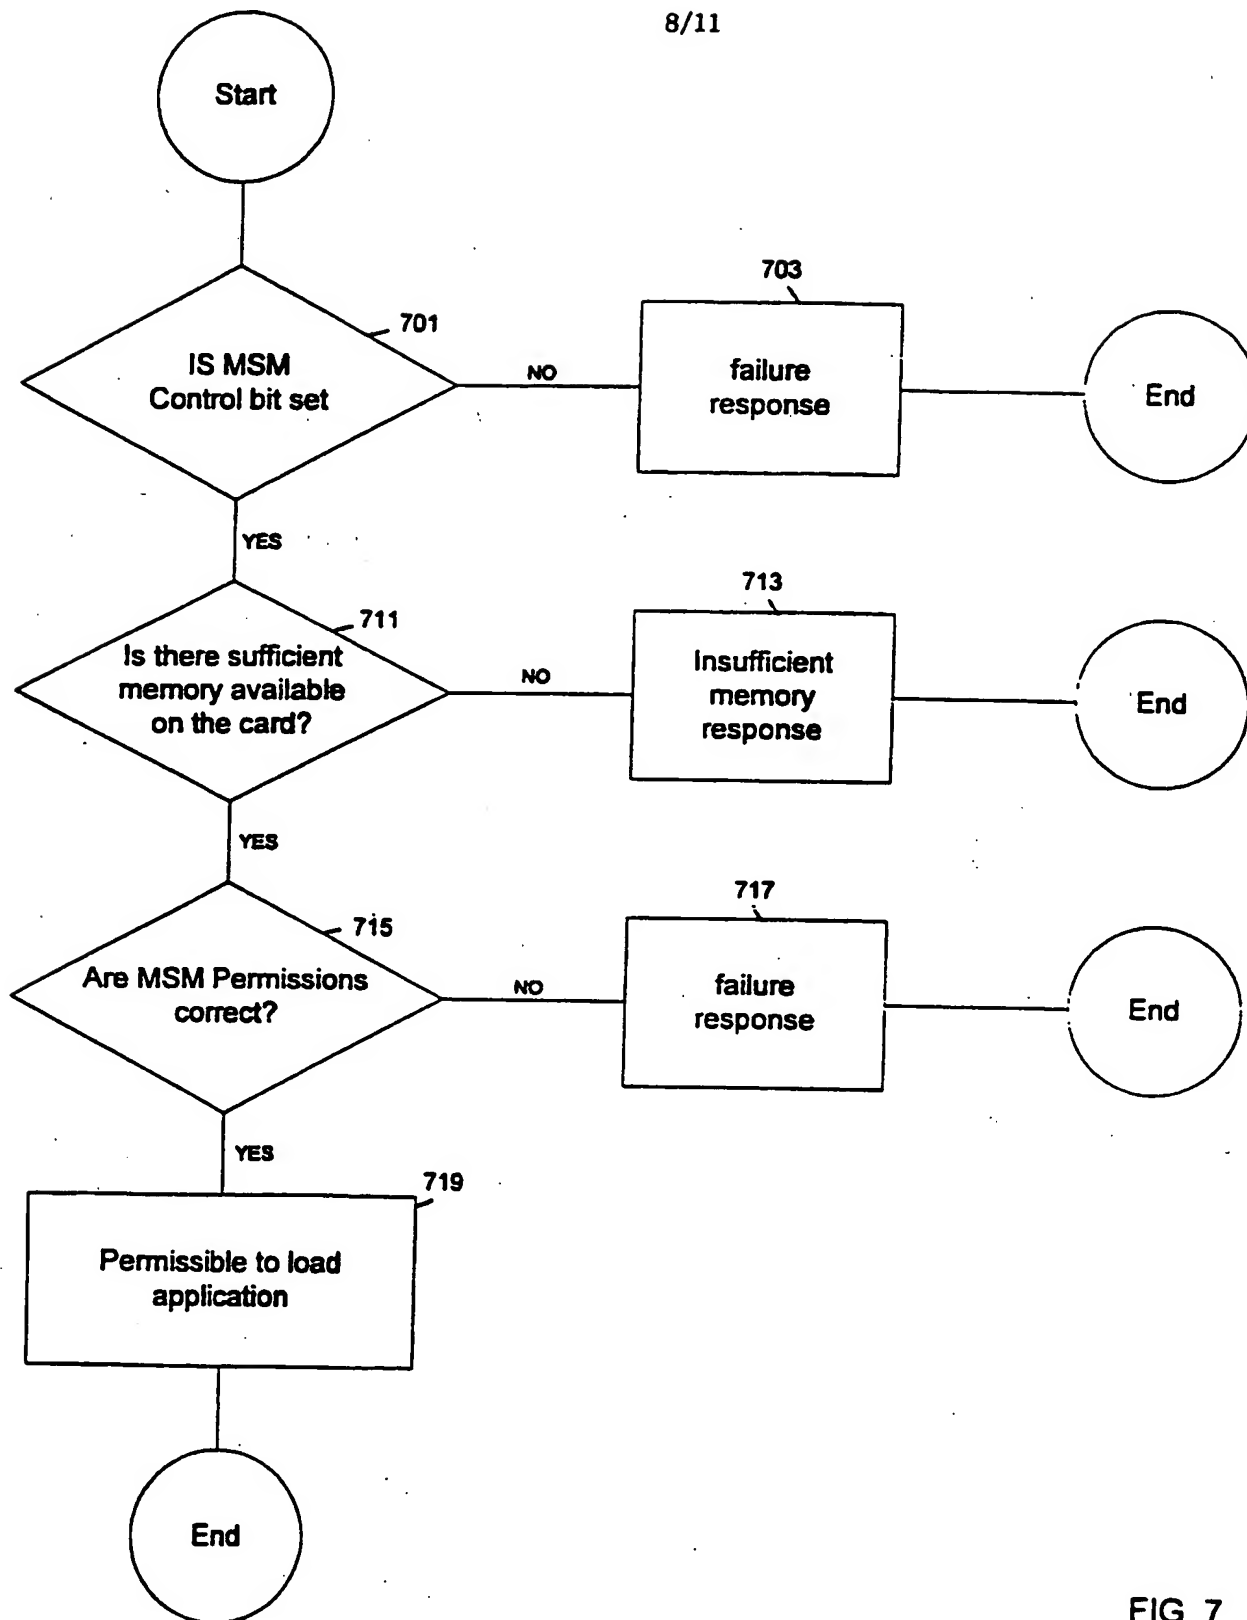 8/11
Start
701
IS MSM
Control bit set
NO
703
failure
response
End
YES
711
Is there sufficient
memory available
on the card?
NO
713
Insufficient
memory
response
End
YES
715
Are MSM Permissions
correct?
NO
717
failure
response
End
YES
719
Permissible to load
application
End
FIG. 7